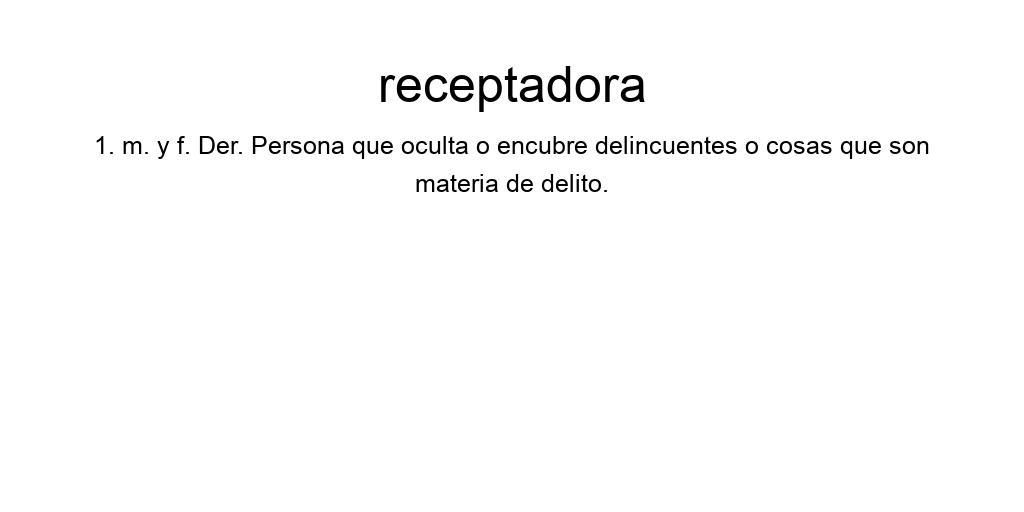 receptadora
1. m. y f. Der. Persona que oculta o encubre delincuentes o cosas que son
materia de delito.